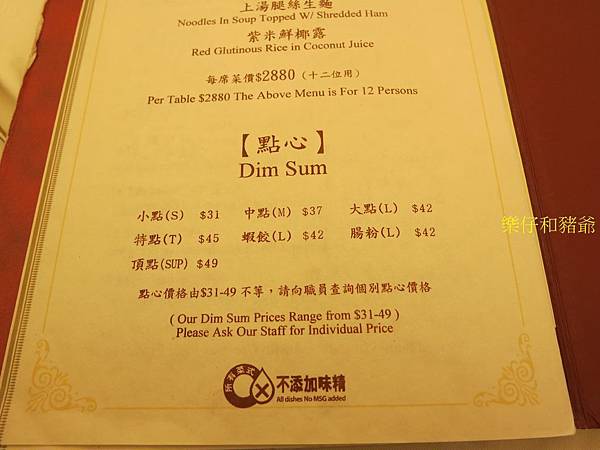 上湯腿絲生麵
Noodles In Soup Topped W/ Shredded Ham
紫米鮮椰露
Red Glutinous Rice in Coconut Juice
每席菜價$2880（十二位用）
Per Table $2880 The Above Menu is For 12 Persons
【點心】
Dim Sum
小點(S) $31 中點(M) $37 大點(L) $42
特點(T) $45 蝦餃(L) $42 腸粉(L) $42
頂點(SUP) $49
點心價格由$31-49 不等，請向職員查詢個別點心價格
( Our Dim Sum Prices Range from $31-49 )
Please Ask Our Staff for Individual Price
所有菜式
不添加味精
All dishes No MSG added
樂仔和豬爺